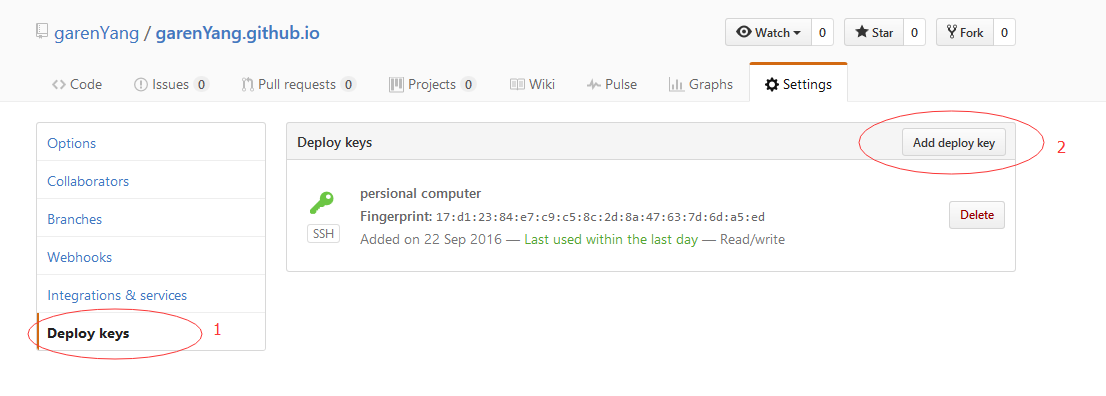 garenYang / garenYang.github.io
Watch 0 Star 0 Fork 0
Code Issues 0 Pull requests 0 Projects 0 Wiki Pulse Graphs Settings
Options
Collaborators
Branches
Webhooks
Integrations & services
Deploy keys
1
Deploy keys
Add deploy key
2
persional computer
SSH
Fingerprint: 17:d1:23:84:e7:c9:c5:8c:2d:8a:47:63:7d:6d:a5:ed
Added on 22 Sep 2016 — Last used within the last day — Read/write
Delete